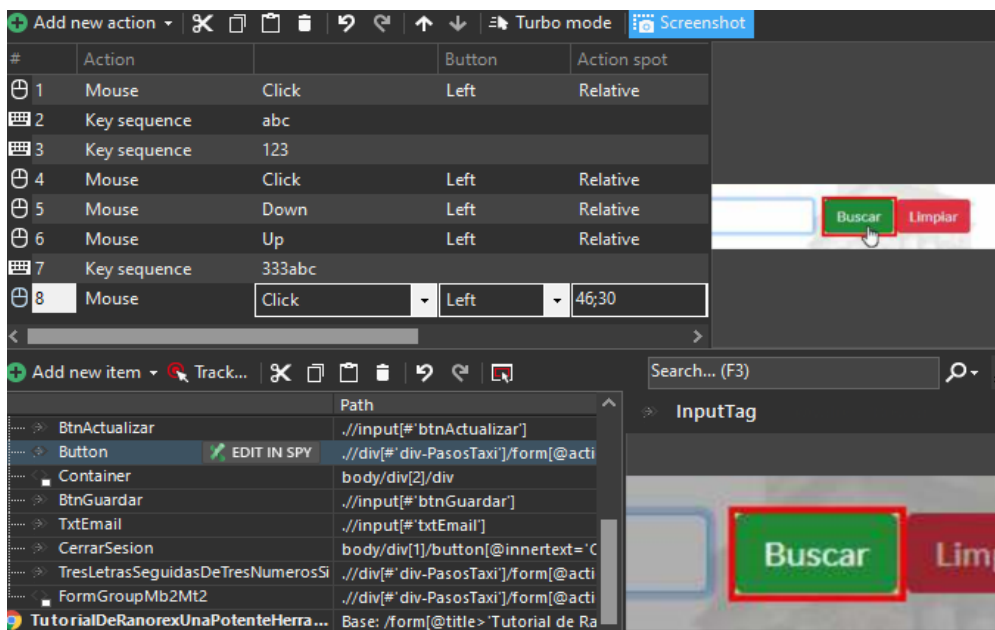 Add new action Turbo mode Screenshot
# Action Button Action spot
1 Mouse Click Left Relative
2 Key sequence abc
3 Key sequence 123
4 Mouse Click Left Relative
5 Mouse Down Left Relative
6 Mouse Up Left Relative
7 Key sequence 333abc
8 Mouse Click Left 46;30
Buscar Limpiar
Add new item Track... Search... (F3)
Path
InputTag
BtnActualizar .//input[#'btnActualizar']
Button EDIT IN SPY .//div[#'div-PasosTaxi']/form[@acti
Container body/div[2]/div
BtnGuardar .//input[#'btnGuardar']
TxtEmail .//input[#'txtEmail']
CerrarSesion body/div[1]/button[@innertext='C
TresLetrasSeguidasDeTresNumerosSi .//div[#'div-PasosTaxi']/form[@acti
FormGroupMb2Mt2 .//div[#'div-PasosTaxi']/form[@acti
TutorialDeRanorexUnaPotenteHerra... Base: /form[@title>'Tutorial de Ra
Buscar Lim